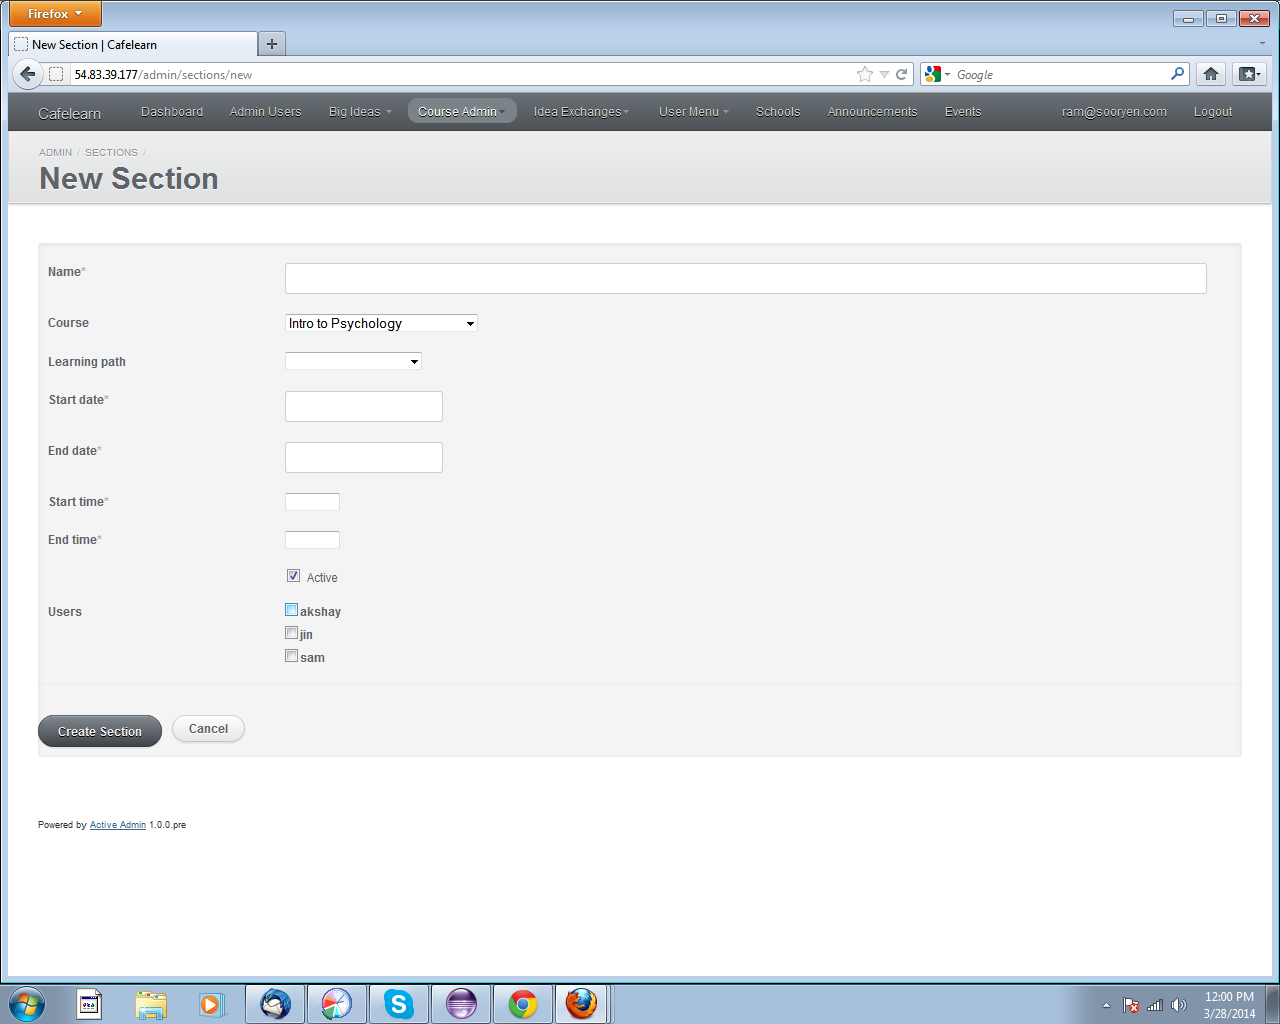 Firefox
New Section | Cafelearn
54.83.39.177/admin/sections/new
Google
Cafelearn Dashboard Admin Users Big Ideas Course Admin Idea Exchanges User Menu Schools Announcements Events ram@sooryen.com Logout
ADMIN / SECTIONS /
New Section
Name*
Course Intro to Psychology
Learning path
Start date*
End date*
Start time*
End time*
Active
Users akshay
jin
sam
Create Section Cancel
Powered by Active Admin 1.0.0.pre
12:00 PM
3/28/2014